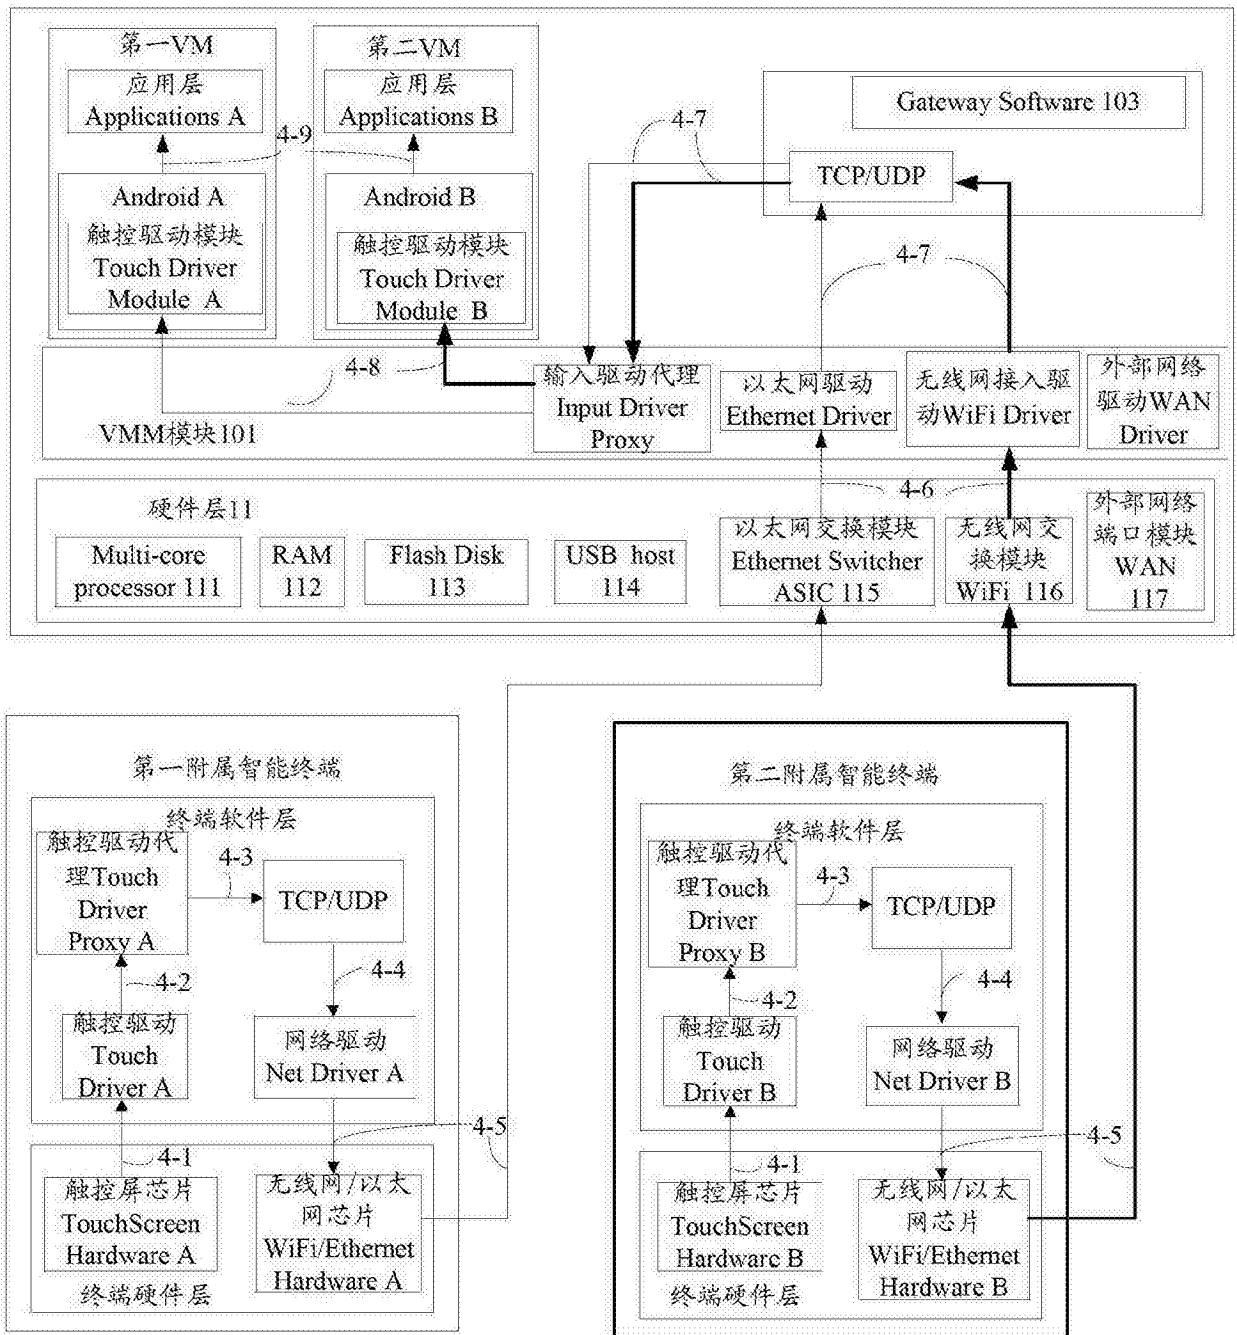 第一VM
应用层
Applications A
4-9
Android A
触控驱动模块
Touch Driver
Module A
第二VM
应用层
Applications B
Android B
触控驱动模块
Touch Driver
Module B
Gateway Software 103
4-7
TCP/UDP
4-7
4-8
VMM模块101
输入驱动代理
Input Driver
Proxy
以太网驱动
Ethernet Driver
无线网接入驱
动WiFi Driver
外部网络
驱动WAN
Driver
4-6
硬件层11
Multi-core
processor 111
RAM
112
Flash Disk
113
USB host
114
以太网交换模块
Ethernet Switcher
ASIC 115
无线网交
换模块
WiFi 116
外部网络
端口模块
WAN
117
第一附属智能终端
终端软件层
触控驱动代
理Touch
Driver
Proxy A
4-3
TCP/UDP
4-2
4-4
触控驱动
Touch
Driver A
网络驱动
Net Driver A
4-1
4-5
触控屏芯片
TouchScreen
Hardware A
无线网/以太
网芯片
WiFi/Ethernet
Hardware A
终端硬件层
第二附属智能终端
终端软件层
触控驱动代
理Touch
Driver
Proxy B
4-3
TCP/UDP
4-2
4-4
触控驱动
Touch
Driver B
网络驱动
Net Driver B
4-1
4-5
触控屏芯片
TouchScreen
Hardware B
无线网/以太
网芯片
WiFi/Ethernet
Hardware B
终端硬件层